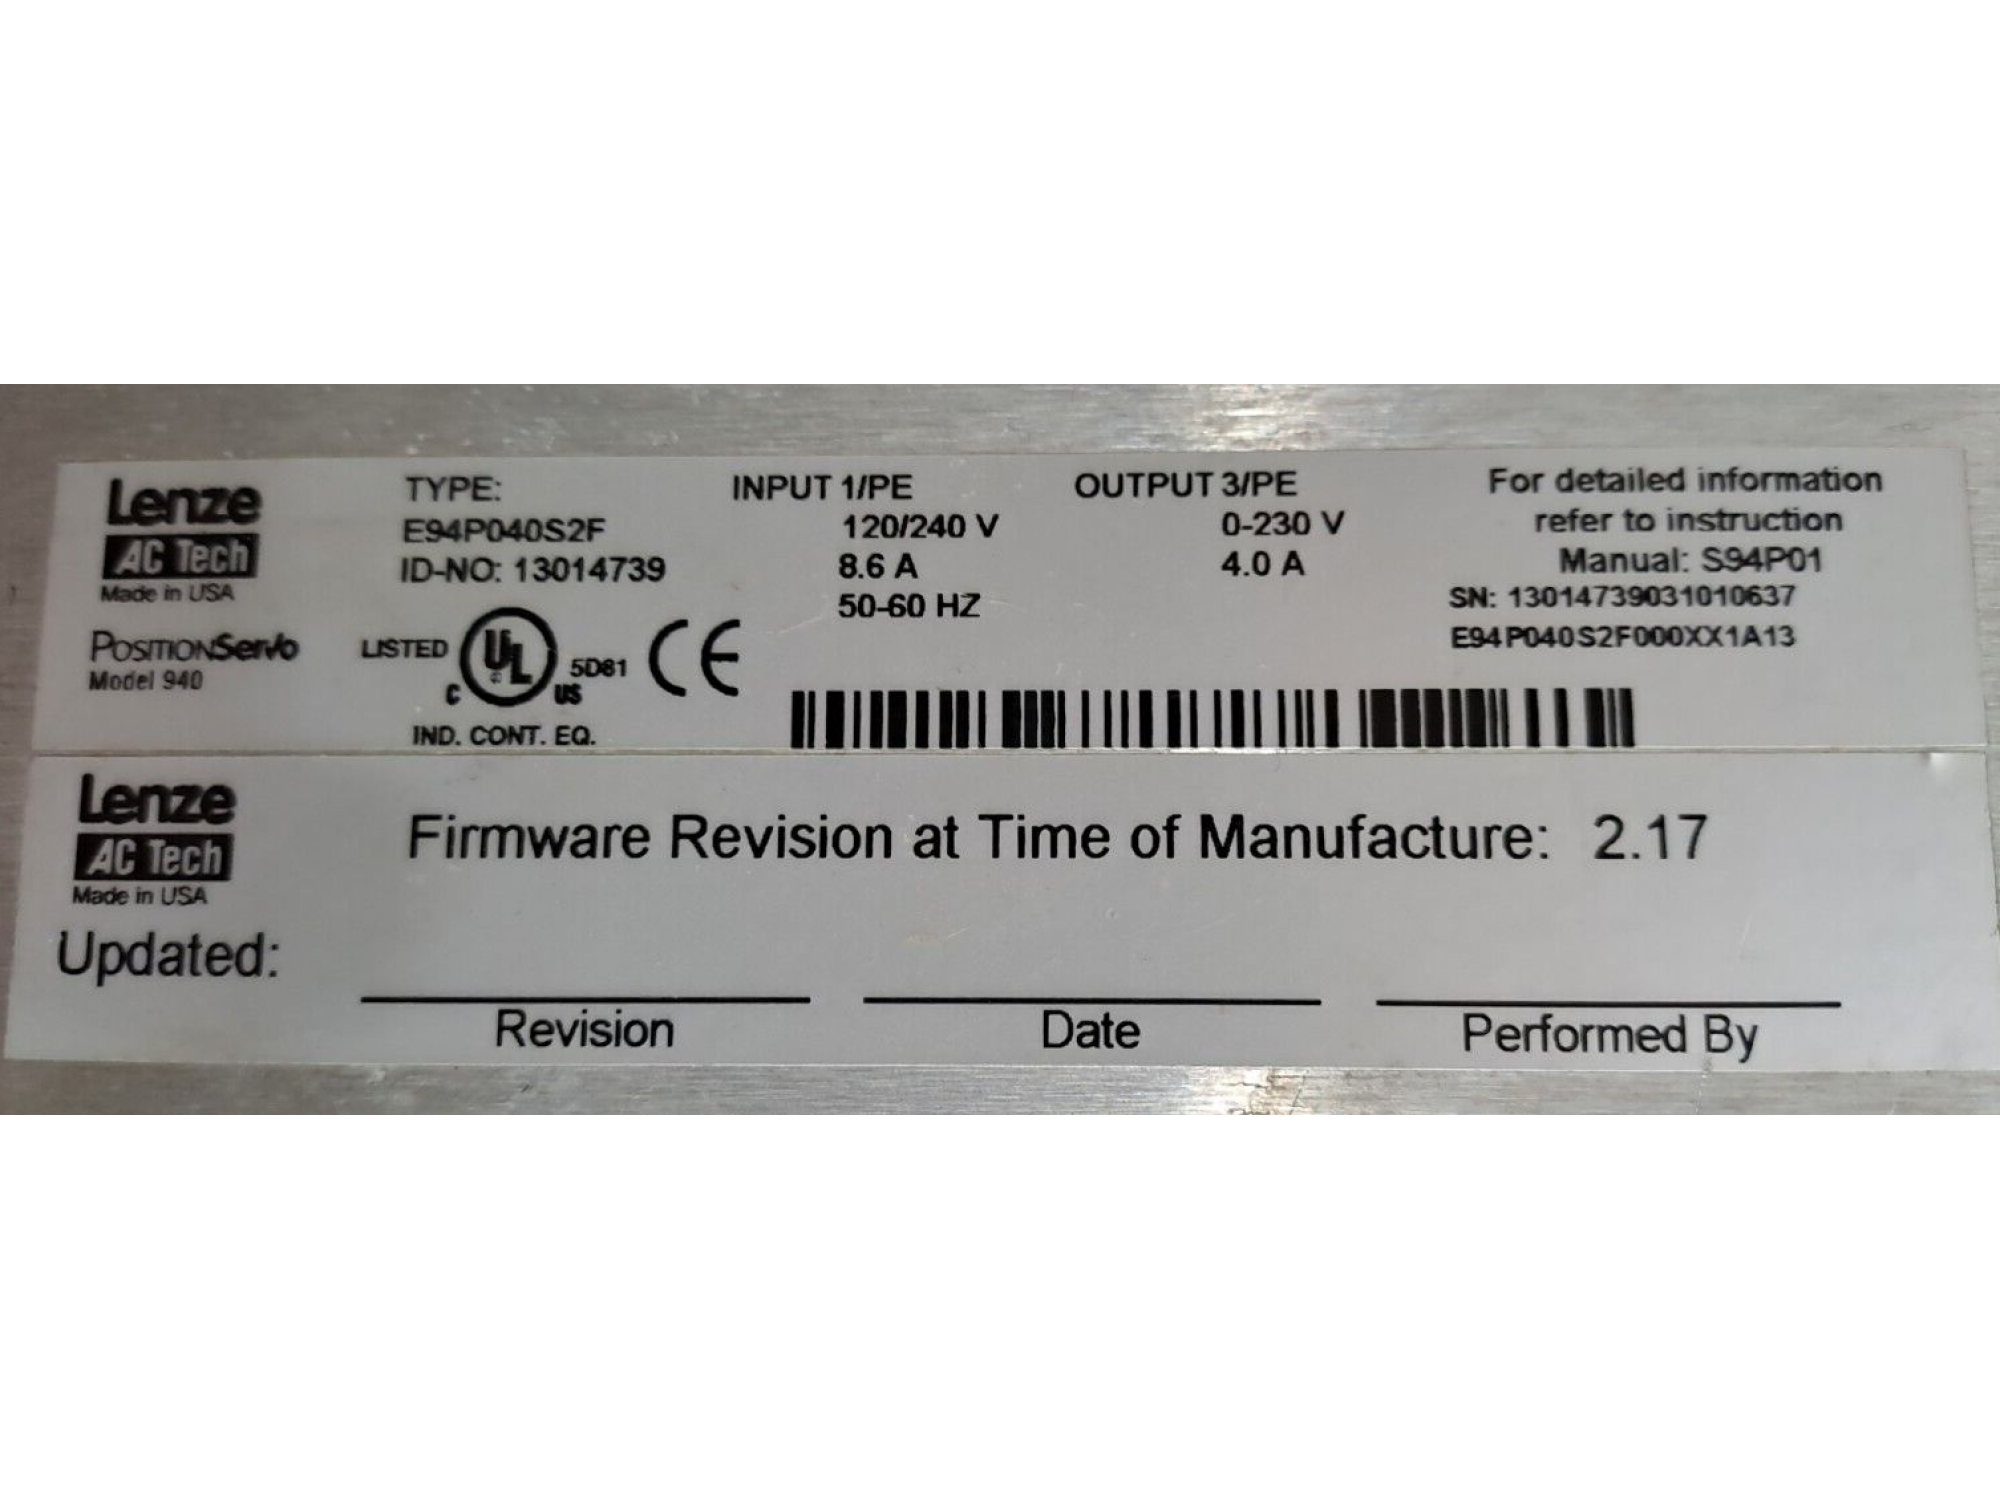 Lenze
AC Tech
Made in USA
POSITIONServo
Model 940
TYPE:
E94P040S2F
ID-NO: 13014739
LISTED
UL
C
US
5D81
CE
IND. CONT. EQ.
INPUT 1/PE
120/240 V
8.6 A
50-60 HZ
OUTPUT 3/PE
0-230 V
4.0 A
For detailed information
refer to instruction
Manual: S94P01
SN: 13014739031010637
E94P040S2F000XX1A13
Lenze
AC Tech
Made in USA
Firmware Revision at Time of Manufacture: 2.17
Updated:
Revision
Date
Performed By